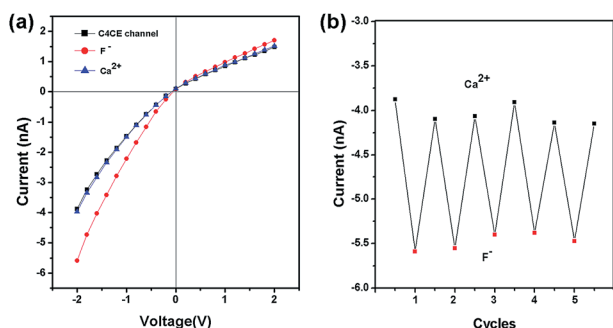 (a)
C4CE channel
F-
Ca2+
2
1
0
-1
-2
-3
-4
-5
-6
Current (nA)
-2 -1 0 1 2
Voltage(V)
(b)
-3.0
-3.5
-4.0
-4.5
-5.0
-5.5
-6.0
Current (nA)
Ca2+
F-
1 2 3 4 5
Cycles